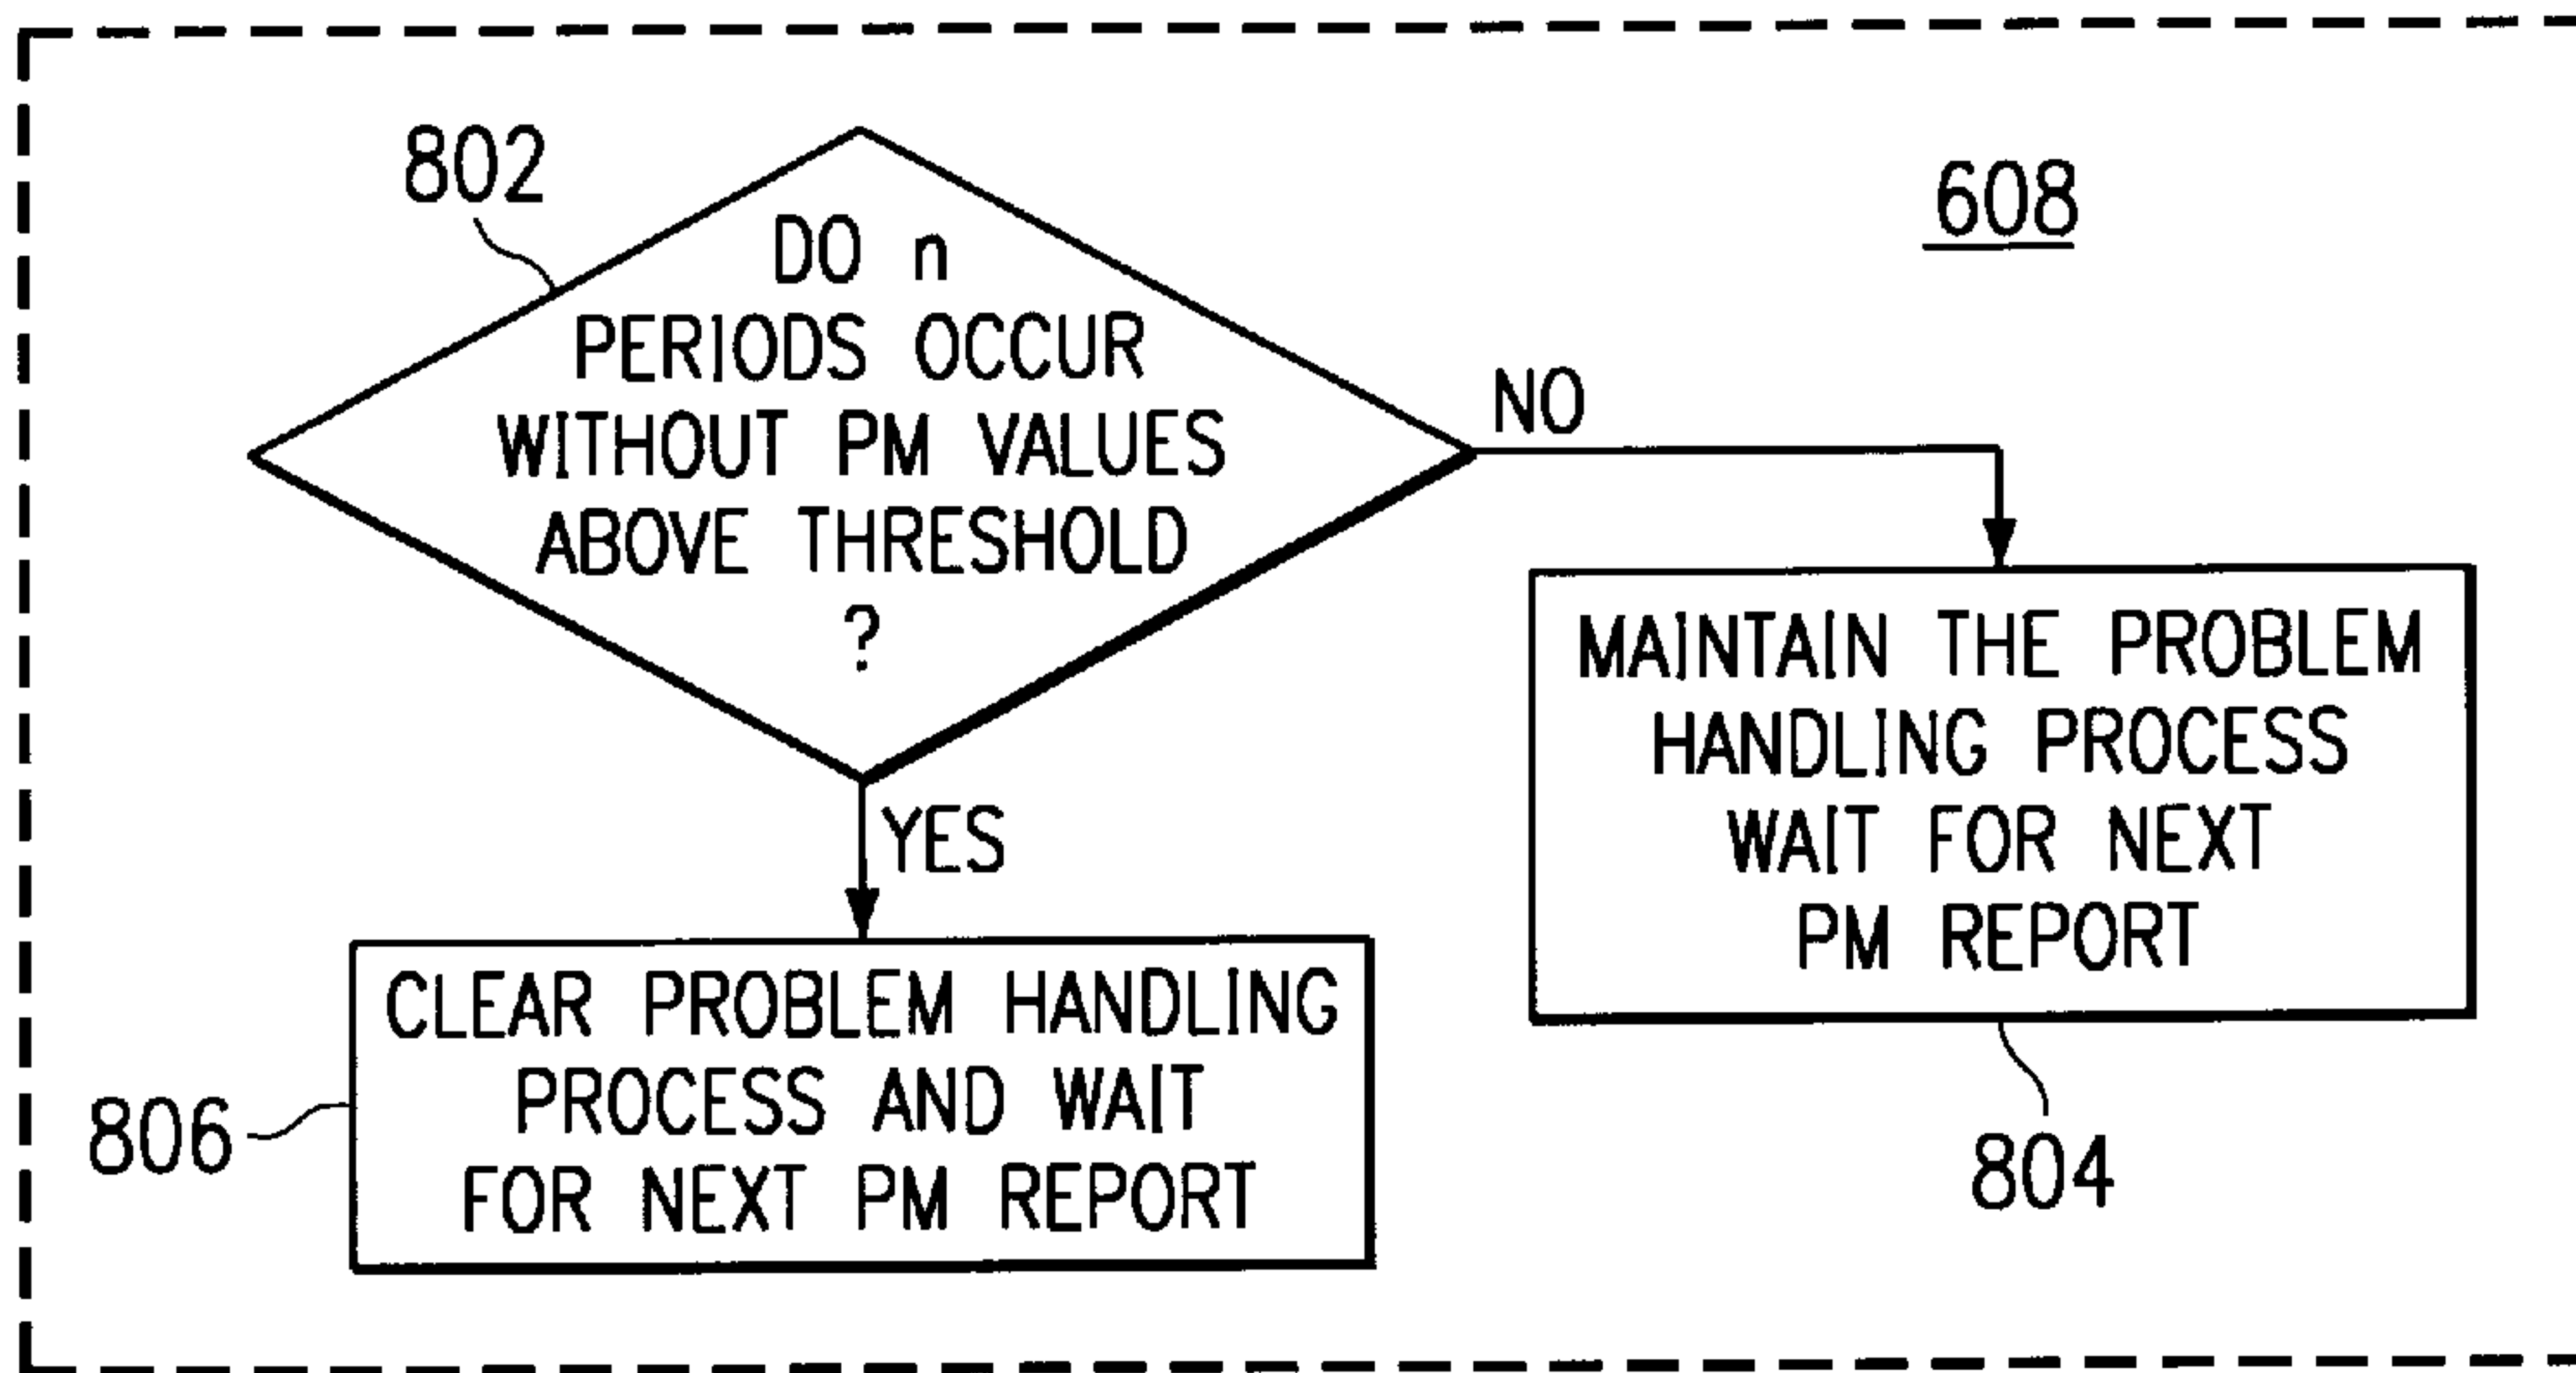 802
DO n
PERIODS OCCUR
WITHOUT PM VALUES
ABOVE THRESHOLD
?
608
NO
YES
MAINTAIN THE PROBLEM
HANDLING PROCESS
WAIT FOR NEXT
PM REPORT
804
CLEAR PROBLEM HANDLING
PROCESS AND WAIT
FOR NEXT PM REPORT
806